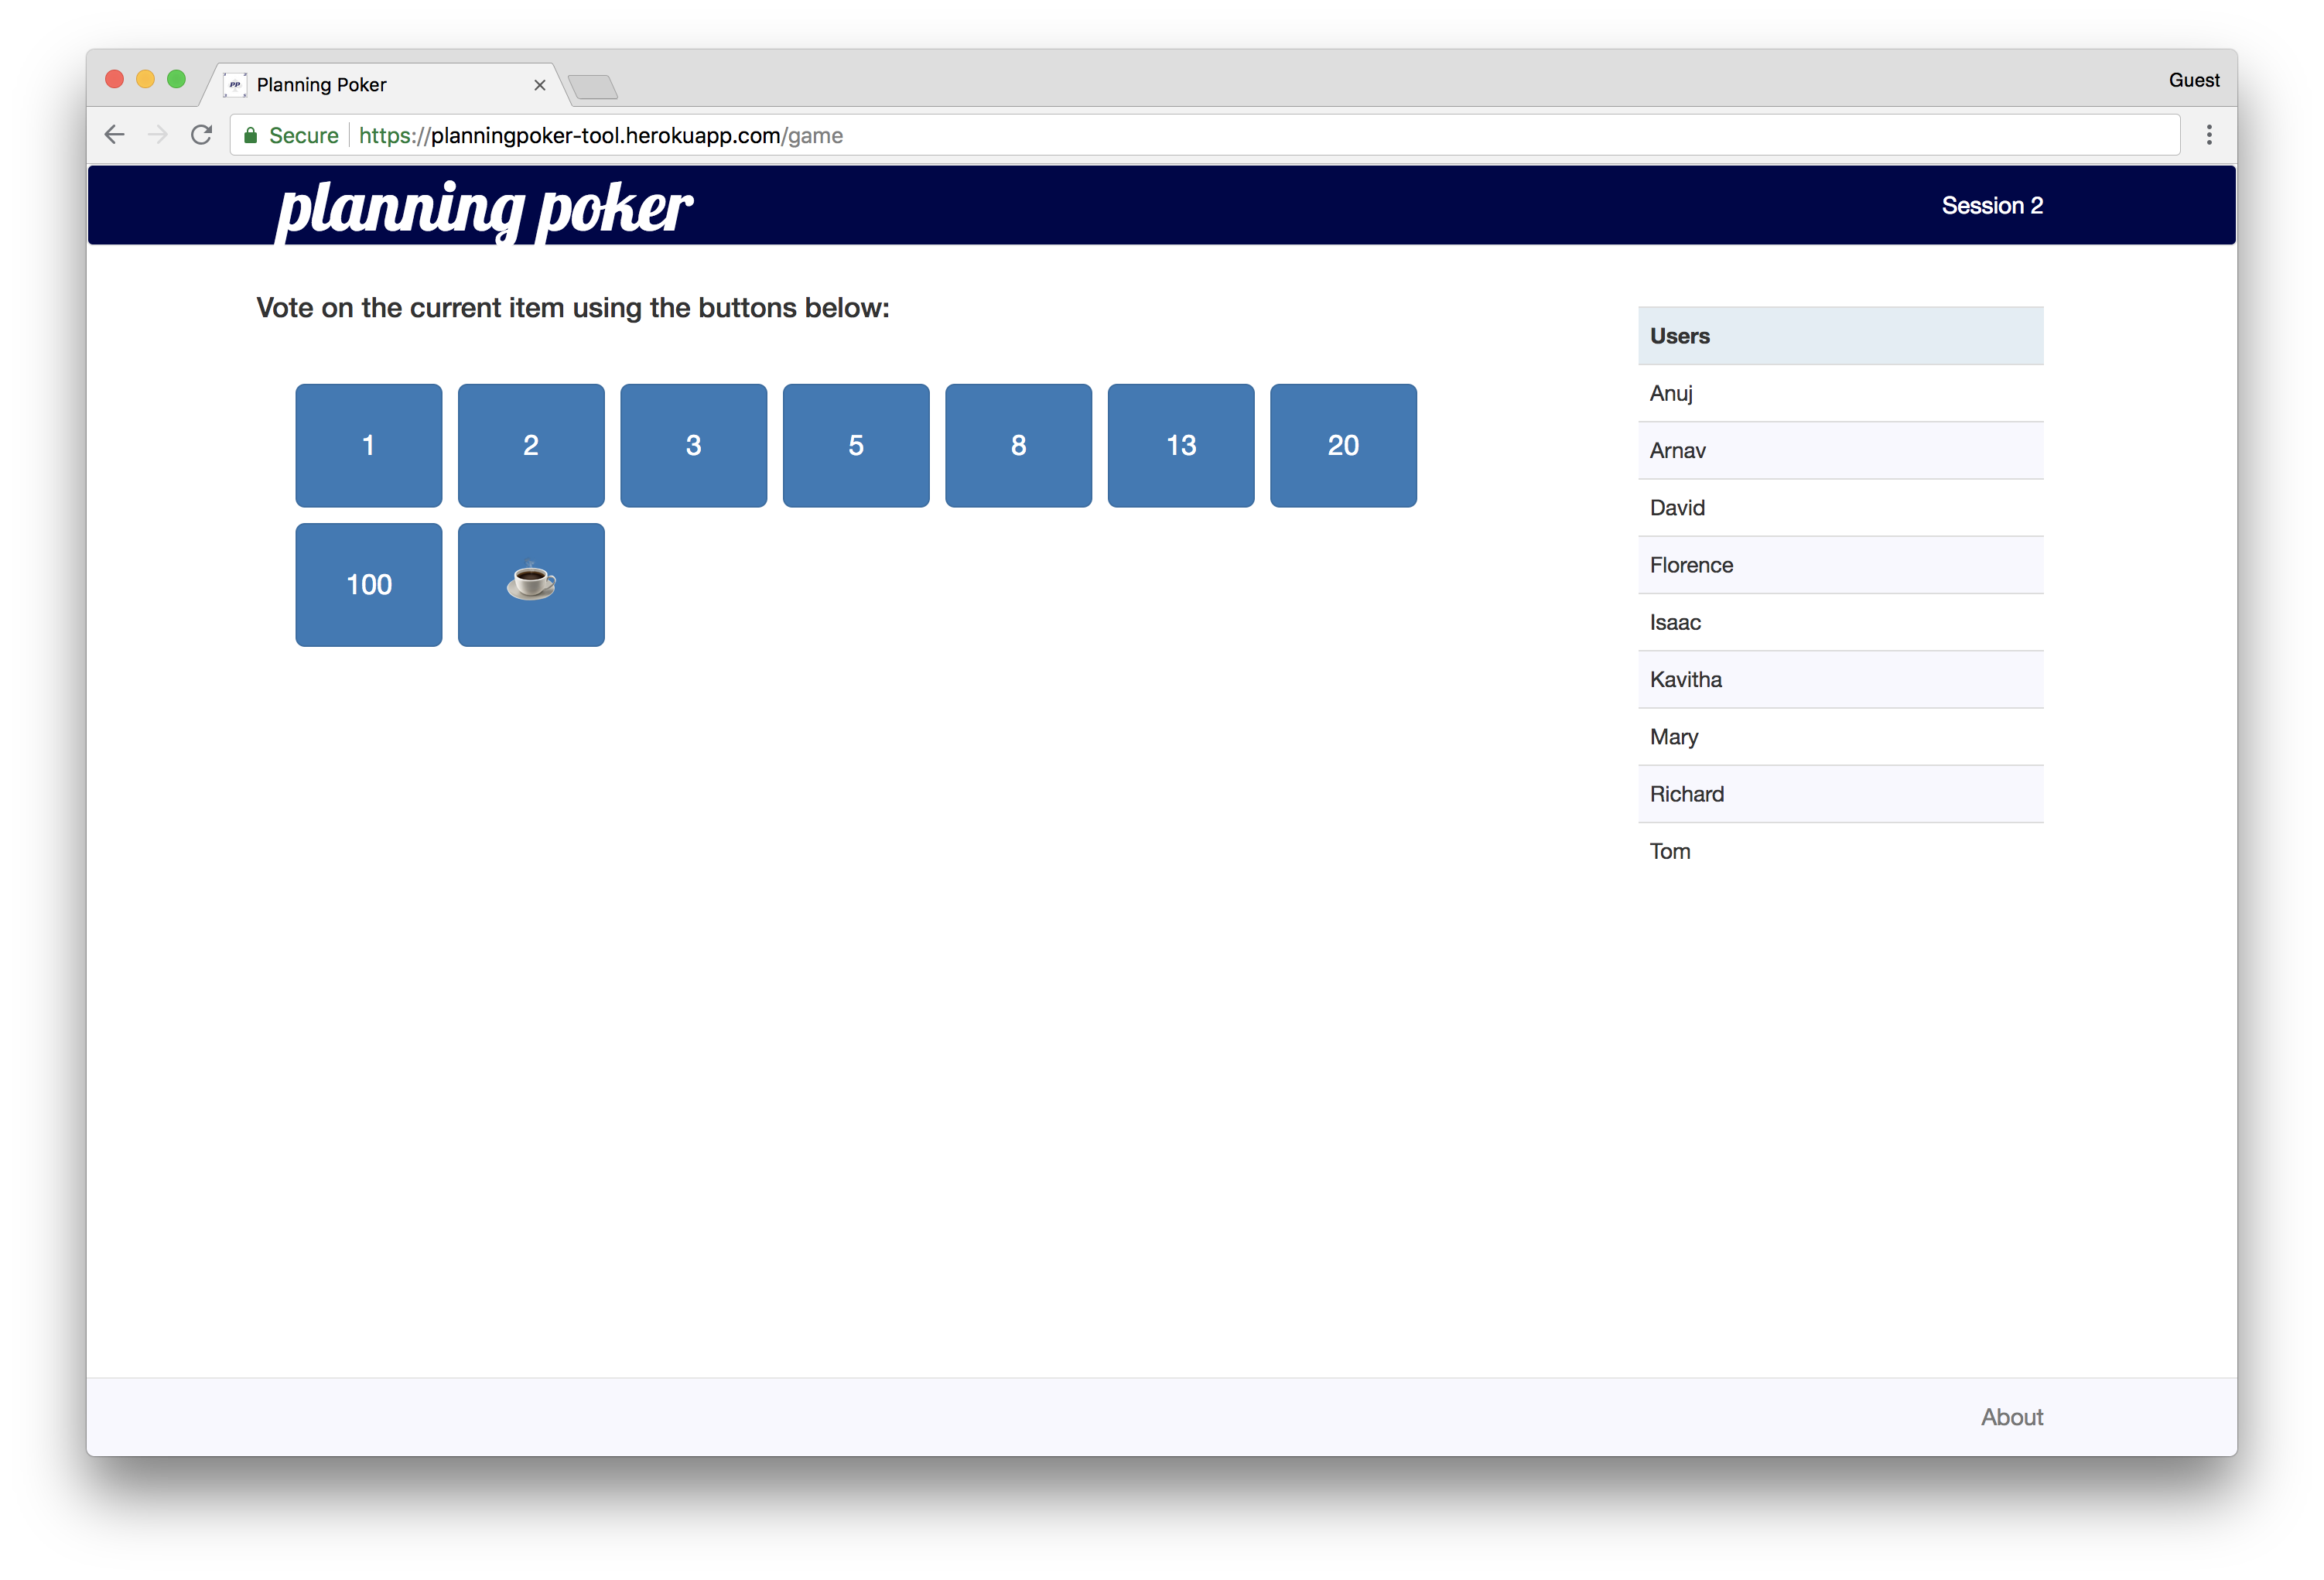 PP
Planning Poker
Guest
Secure https://planningpoker-tool.herokuapp.com/game
planning poker
Session 2
Vote on the current item using the buttons below:
1 2 3 5 8 13 20
100
Users
Anuj
Arnav
David
Florence
Isaac
Kavitha
Mary
Richard
Tom
About